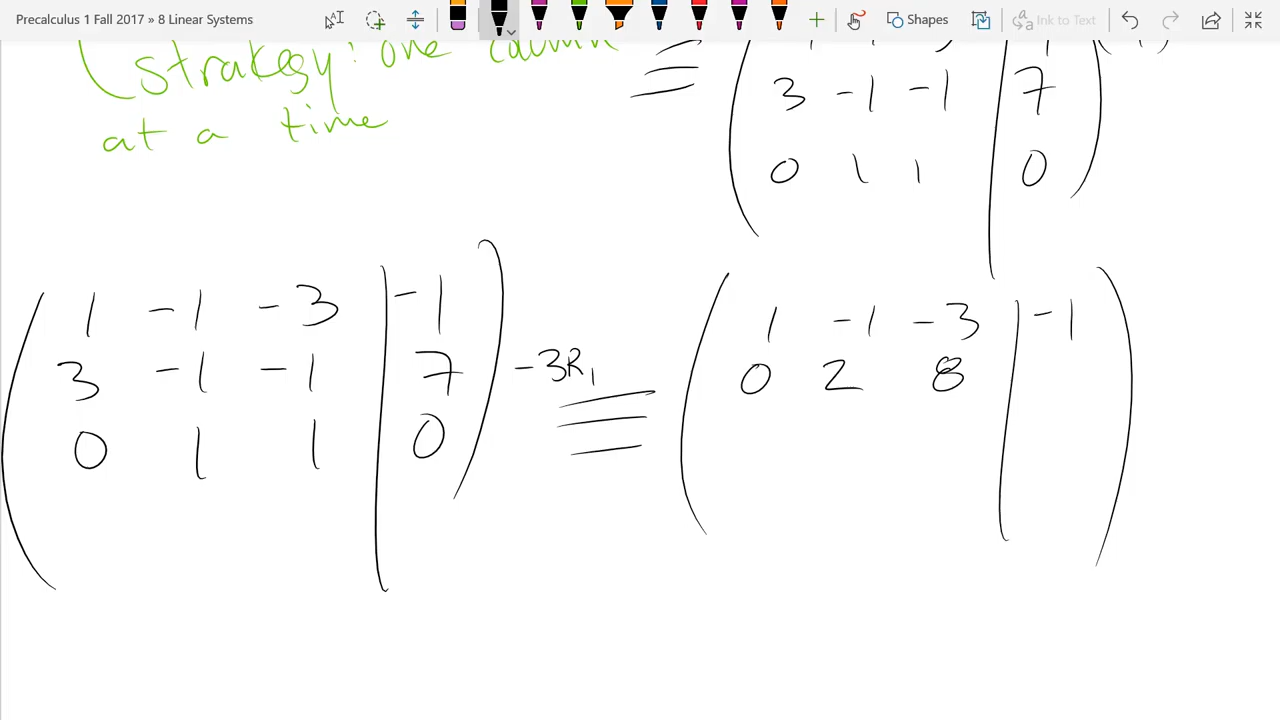 Precalculus 1 Fall 2017 » 8 Linear Systems
Shapes
Ink to Text
strategy: one column
at a time
3 -1 -1 7
0 1 1 0
1 -1 -3 -1
3 -1 -1 7 -3R₁
0 1 1 0
≡
1 -1 -3 -1
0 2 8